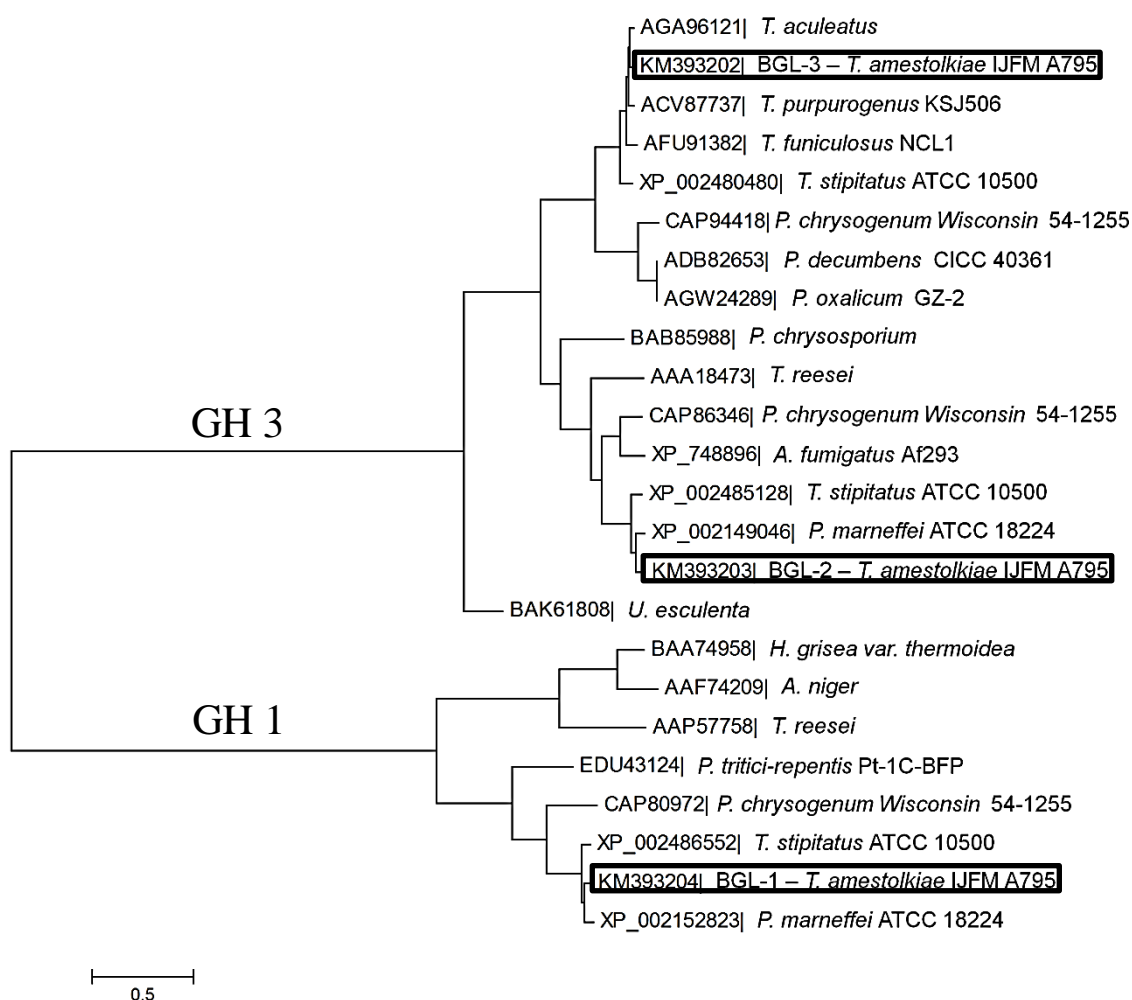 AGA96121| T. aculeatus
KM393202| BGL-3 – T. amestolkiae IJFM A795
ACV87737| T. purpurogenus KSJ506
AFU91382| T. funiculosus NCL1
XP_002480480| T. stipitatus ATCC 10500
CAP94418| P. chrysogenum Wisconsin 54-1255
ADB82653| P. decumbens CICC 40361
AGW24289| P. oxalicum GZ-2
BAB85988| P. chrysosporium
AAA18473| T. reesei
CAP86346| P. chrysogenum Wisconsin 54-1255
GH 3
XP_748896| A. fumigatus Af293
XP_002485128| T. stipitatus ATCC 10500
XP_002149046| P. marneffei ATCC 18224
KM393203| BGL-2 – T. amestolkiae IJFM A795
BAK61808| U. esculenta
BAA74958| H. grisea var. thermoidea
AAF74209| A. niger
GH 1
AAP57758| T. reesei
EDU43124| P. tritici-repentis Pt-1C-BFP
CAP80972| P. chrysogenum Wisconsin 54-1255
XP_002486552| T. stipitatus ATCC 10500
KM393204| BGL-1 – T. amestolkiae IJFM A795
XP_002152823| P. marneffei ATCC 18224
0.5